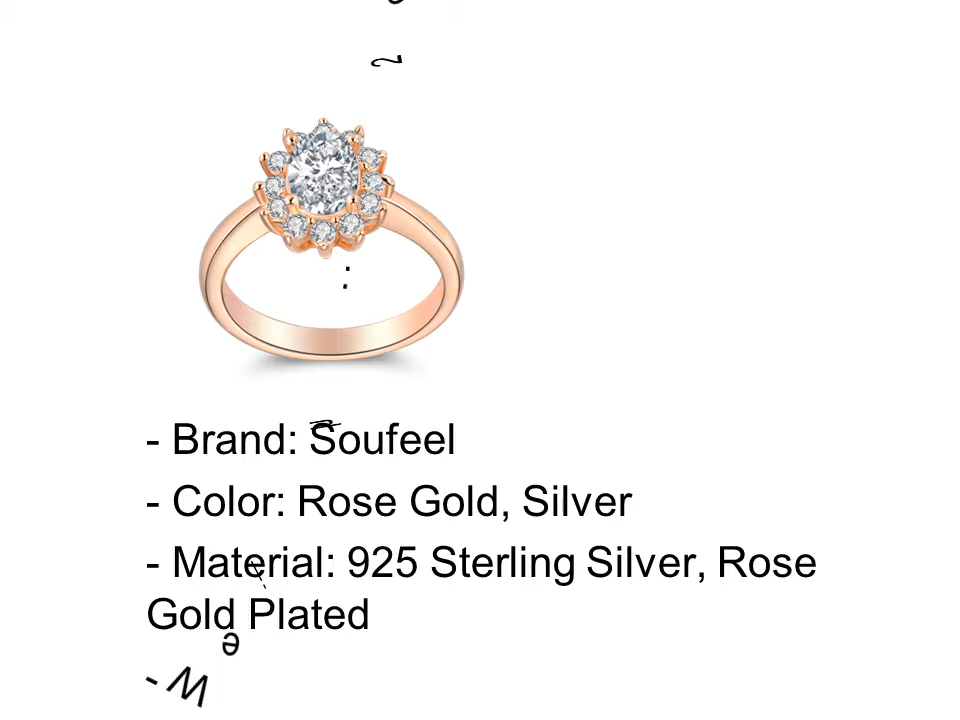 - Brand: Soufeel
- Color: Rose Gold, Silver
- Material: 925 Sterling Silver, Rose
Gold Plated